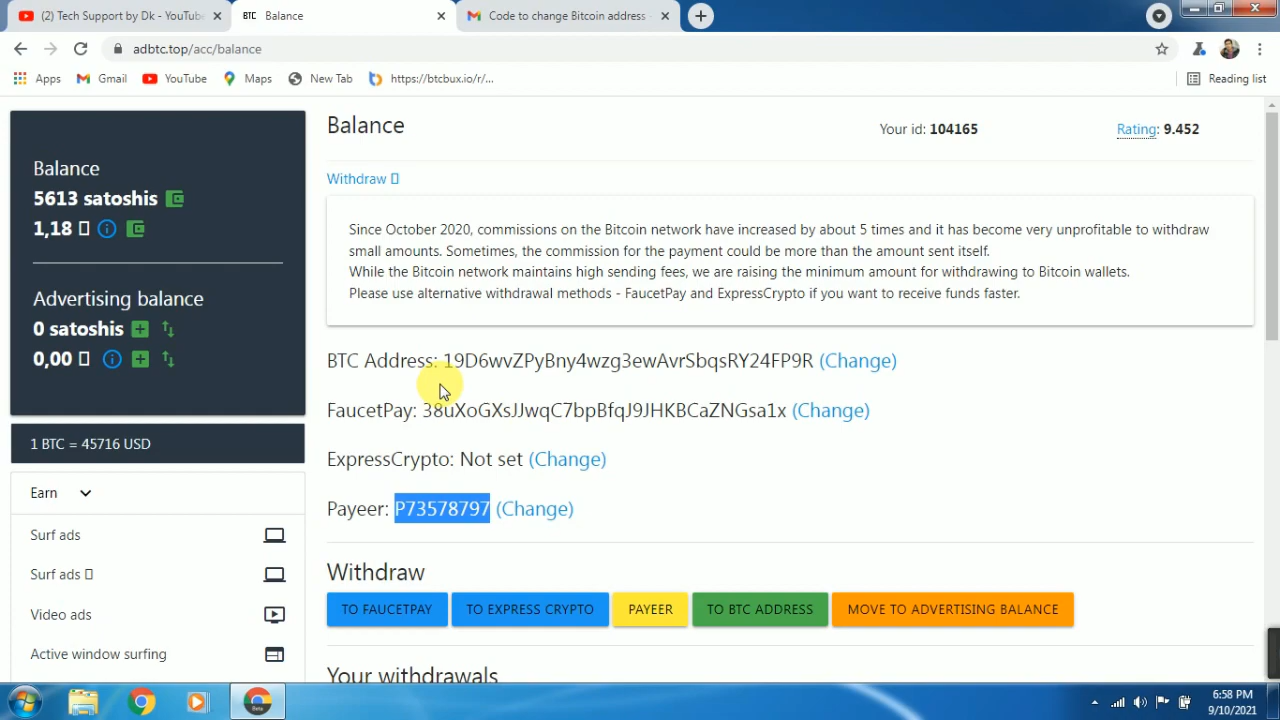 (2) Tech Support by Dk - YouTube
BTC Balance
Code to change Bitcoin address
adbtc.top/acc/balance
Apps Gmail YouTube Maps New Tab https://btcbux.io/r/... Reading list
Balance
5613 satoshis
1,18
Advertising balance
0 satoshis
0,00
1 BTC = 45716 USD
Earn
Surf ads
Surf ads
Video ads
Active window surfing
Balance
Your id: 104165
Rating: 9.452
Withdraw
Since October 2020, commissions on the Bitcoin network have increased by about 5 times and it has become very unprofitable to withdraw
small amounts. Sometimes, the commission for the payment could be more than the amount sent itself.
While the Bitcoin network maintains high sending fees, we are raising the minimum amount for withdrawing to Bitcoin wallets.
Please use alternative withdrawal methods - FaucetPay and ExpressCrypto if you want to receive funds faster.
BTC Address: 19D6wvZPyBny4wzg3ewAvrSbqsRY24FP9R (Change)
FaucetPay: 38uXoGXsJJwqC7bpBfqJ9JHKBCaZNGsa1x (Change)
ExpressCrypto: Not set (Change)
Payeer: P73578797 (Change)
Withdraw
TO FAUCETPAY TO EXPRESS CRYPTO PAYEER TO BTC ADDRESS MOVE TO ADVERTISING BALANCE
Your withdrawals
6:58 PM
9/10/2021